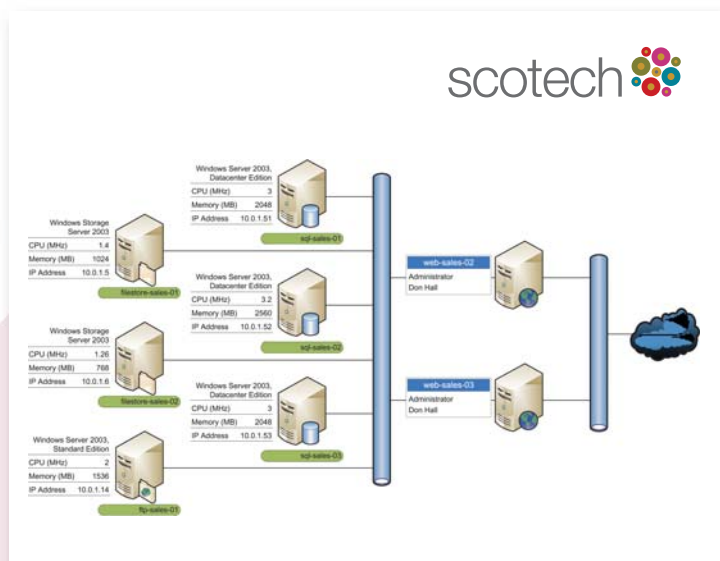 scotech
Windows Server 2003,
Datacenter Edition
CPU (MHz) 3
Memory (MB) 2048
IP Address 10.0.1.51
sql-sales-01
Windows Storage
Server 2003
CPU (MHz) 1.4
Memory (MB) 1024
IP Address 10.0.1.5
filestore-sales-01
Windows Server 2003,
Datacenter Edition
CPU (MHz) 3.2
Memory (MB) 2560
IP Address 10.0.1.52
sql-sales-02
web-sales-02
Administrator
Don Hall
Windows Storage
Server 2003
CPU (MHz) 1.26
Memory (MB) 768
IP Address 10.0.1.6
filestore-sales-02
Windows Server 2003,
Datacenter Edition
CPU (MHz) 3
Memory (MB) 2048
IP Address 10.0.1.53
sql-sales-03
web-sales-03
Administrator
Don Hall
Windows Server 2003,
Standard Edition
CPU (MHz) 2
Memory (MB) 1536
IP Address 10.0.1.14
ftp-sales-01